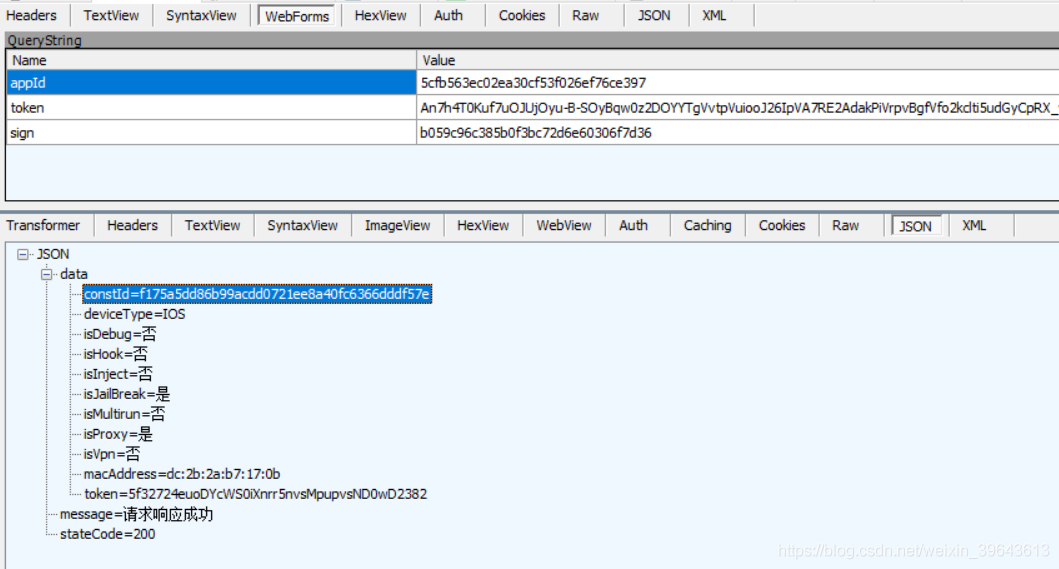 Headers TextView SyntaxView WebForms HexView Auth Cookies Raw JSON XML
QueryString
Name Value
appId 5cfb563ec02ea30cf53f026ef76ce397
token An7h4T0Kuf7uOJUjOyu-B-SOyBqw0z2DOYYTgVvtpVuiooJ26IpVA7RE2AdakPiVrpvBgfVfo2kclti5udGyCpRX_
sign b059c96c385b0f3bc72d6e60306f7d36
Transformer Headers TextView SyntaxView ImageView HexView WebView Auth Caching Cookies Raw JSON XML
JSON
data
constId=f175a5dd86b99acdd0721ee8a40fc6366dddf57e
deviceType=IOS
isDebug=否
isHook=否
isInject=否
isJailBreak=是
isMultirun=否
isProxy=是
isVpn=否
macAddress=dc:2b:2a:b7:17:0b
token=5f32724euoDYcWS0iXnrr5nvsMpupvsND0wD2382
message=请求响应成功
stateCode=200
https://blog.csdn.net/weixin_39643613